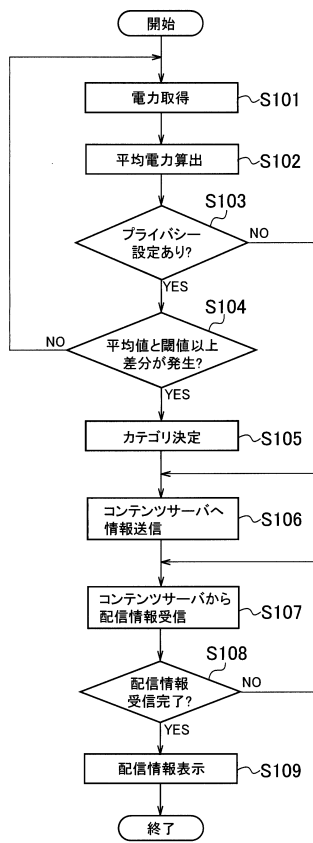 開始
電力取得
S101
平均電力算出
S102
S103
プライバシー
設定あり?
NO
YES
S104
NO
平均値と閾値以上
差分が発生?
YES
カテゴリ決定
S105
コンテンツサーバへ
情報送信
S106
コンテンツサーバから
配信情報受信
S107
S108
配信情報
受信完了?
NO
YES
配信情報表示
S109
終了